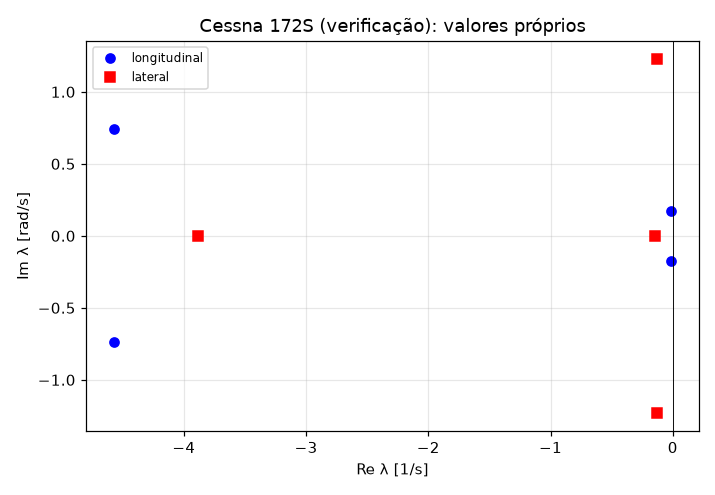 Cessna 172S (verificação): valores próprios
longitudinal
lateral
1.0
0.5
0.0
−0.5
−1.0
Im λ [rad/s]
−4
−3
−2
−1
0
Re λ [1/s]